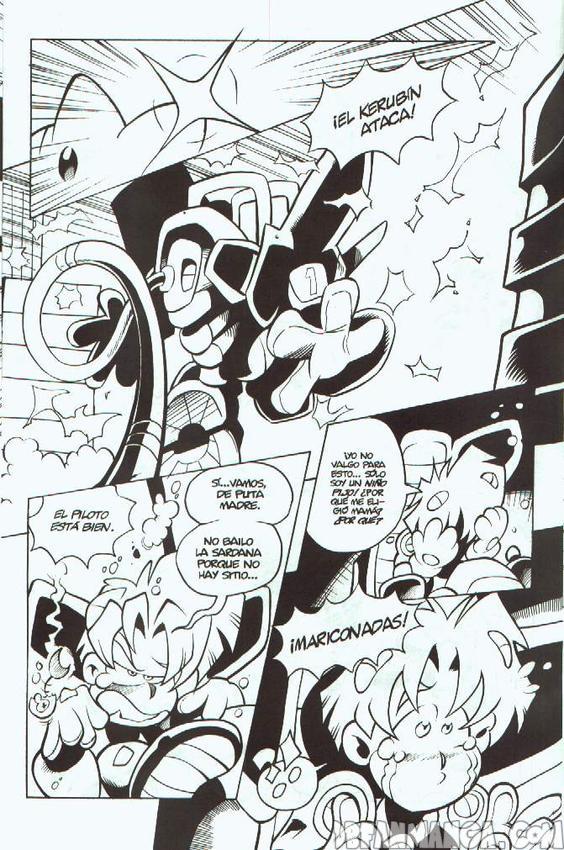 ¡EL KERUBÍN
ATACA!
¡YO NO
VALGO PARA
ESTO... SÓLO
SOY UN NIÑO
PIJO! ¿POR
QUÉ ME ELI-
GIÓ MAMÁ?
¿POR QUÉ?
EL PILOTO
ESTÁ BIEN.
SÍ...VAMOS,
DE PUTA
MADRE.
NO BAILO
LA SARDANA
PORQUE NO
HAY SITIO...
¡MARICONADAS!
1